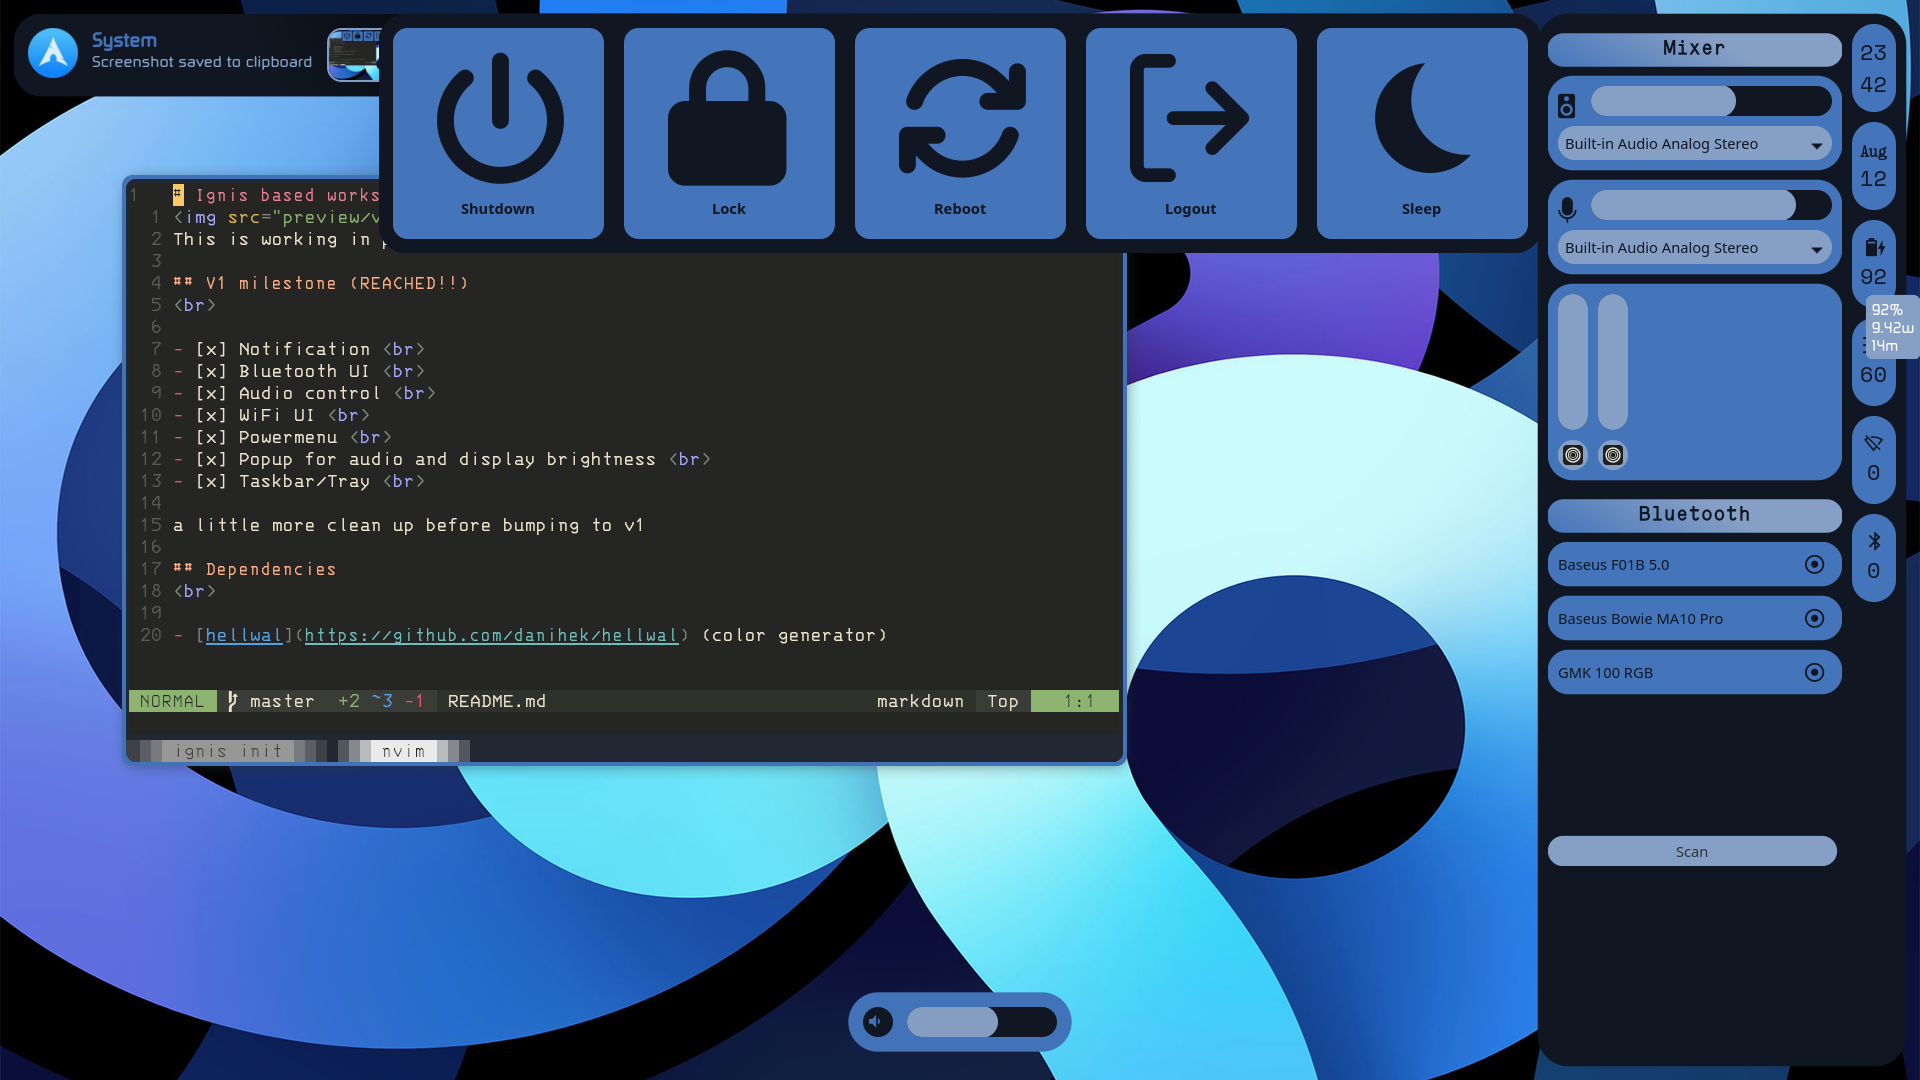 System
Screenshot saved to clipboard
Shutdown
Lock
Reboot
Logout
Sleep
1 # Ignis based works
1 <img src="preview/v
2 This is working in
3
4 ## V1 milestone (REACHED!!)
5 <br>
6
7 - [x] Notification <br>
8 - [x] Bluetooth UI <br>
9 - [x] Audio control <br>
10 - [x] WiFi UI <br>
11 - [x] Powermenu <br>
12 - [x] Popup for audio and display brightness <br>
13 - [x] Taskbar/Tray <br>
14
15 a little more clean up before bumping to v1
16
17 ## Dependencies
18 <br>
19
20 - [hellwal](https://github.com/danihek/hellwal) (color generator)
NORMAL master +2 ~3 -1 README.md markdown Top 1:1
ignis init nvim
Mixer
Built-in Audio Analog Stereo
Built-in Audio Analog Stereo
Bluetooth
Baseus F01B 5.0
Baseus Bowie MA10 Pro
GMK 100 RGB
Scan
23
42
Aug
12
92
92%
9.42w
14m
60
0
0